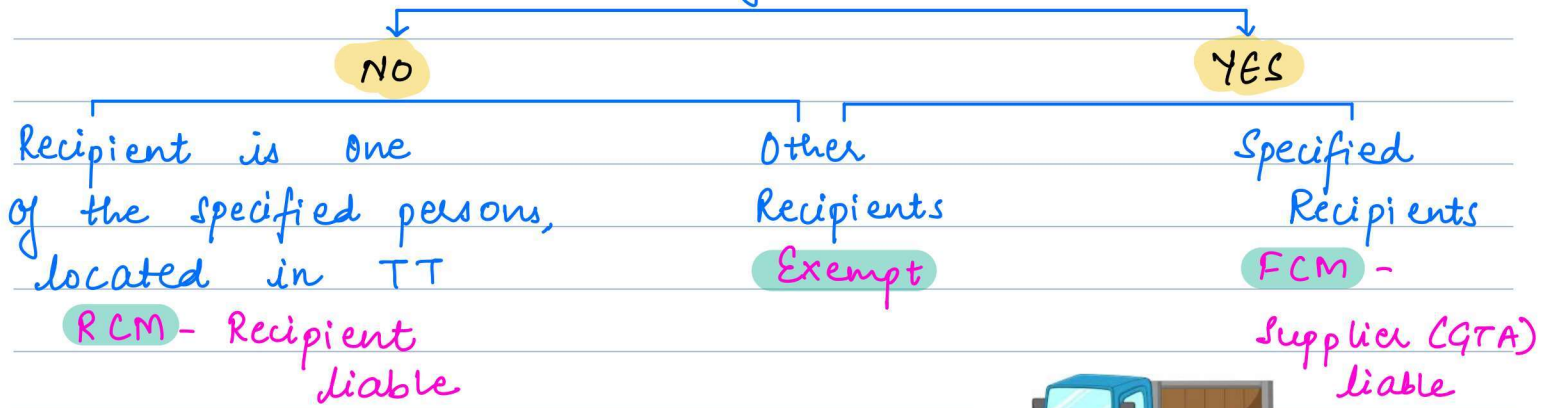 NO YES
Recipient is one Other Specified
of the specified persons, Recipients Recipients
located in TT Exempt FCM -
RCM - Recipient Supplier (GTA)
liable liable